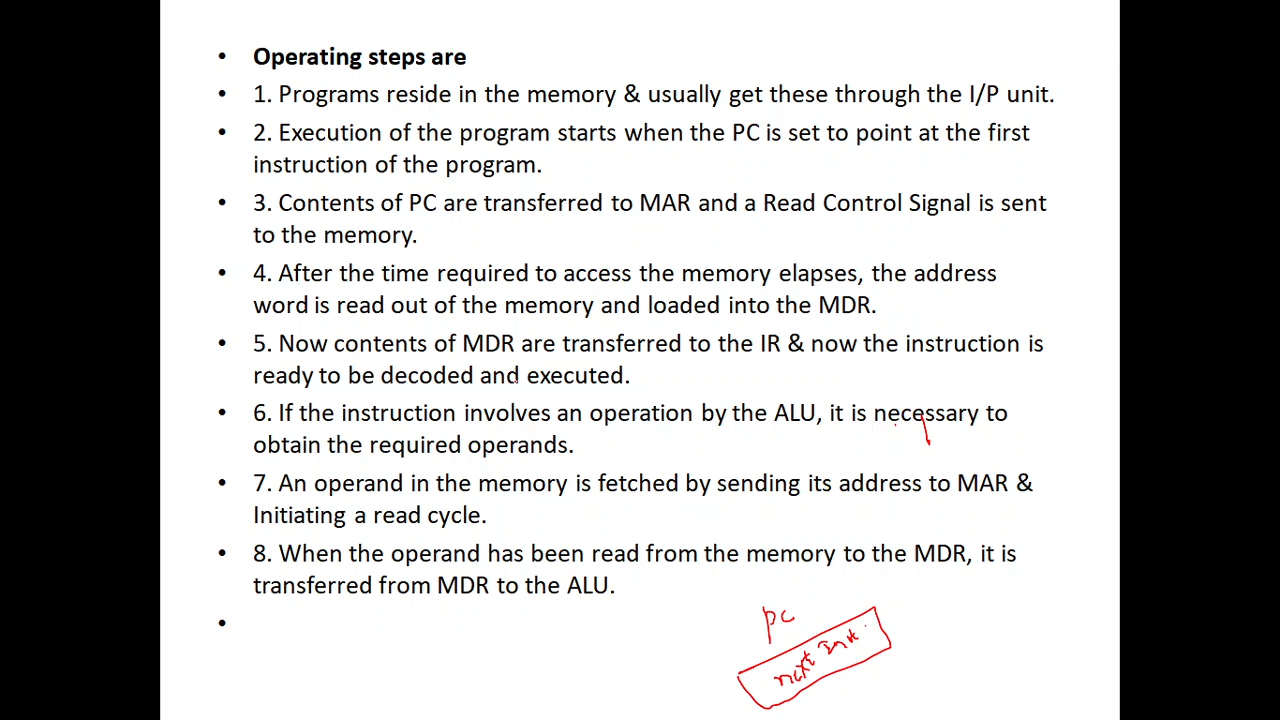 • Operating steps are
• 1. Programs reside in the memory & usually get these through the I/P unit.
• 2. Execution of the program starts when the PC is set to point at the first
instruction of the program.
• 3. Contents of PC are transferred to MAR and a Read Control Signal is sent
to the memory.
• 4. After the time required to access the memory elapses, the address
word is read out of the memory and loaded into the MDR.
• 5. Now contents of MDR are transferred to the IR & now the instruction is
ready to be decoded and executed.
• 6. If the instruction involves an operation by the ALU, it is necessary to
obtain the required operands.
• 7. An operand in the memory is fetched by sending its address to MAR &
Initiating a read cycle.
• 8. When the operand has been read from the memory to the MDR, it is
transferred from MDR to the ALU.
•
PC
next